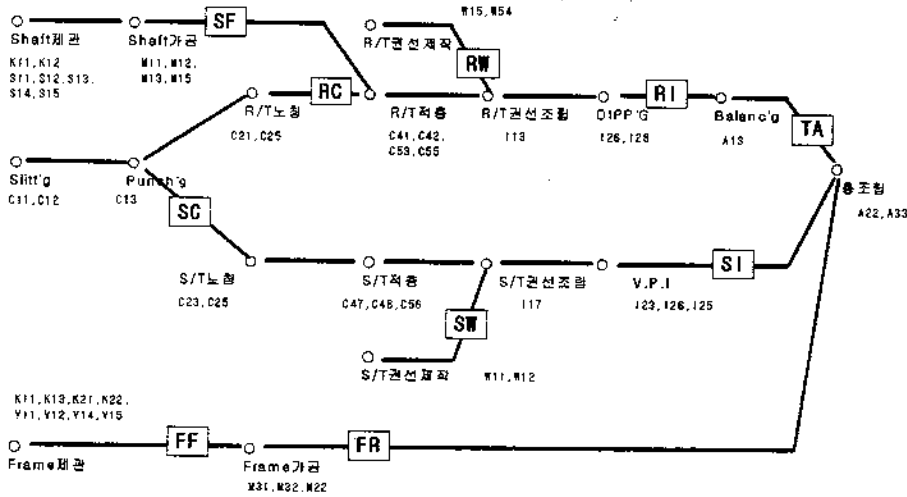 SF
W15,W54
Shaft제관
Shaft가공
R/T권선제작
K11,K12
S11,S12,S13,
S14,S15
M11,M12,
M13,M15
RW
RC
RI
R/T노칭
R/T적층
R/T권선조립
DIPP'G
Balanc'g
C21,C25
C41,C42,
C53,C55
I13
I26,I28
A13
TA
Slitt'g
Punch'g
C11,C12
C13
총조립
A22,A33
SC
SI
S/T노칭
S/T적층
S/T권선조립
V.P.I
C23,C25
C47,C48,C56
I17
I23,I26,I25
SW
S/T권선제작
W11,W12
K11,K13,K21,K22,
Y11,Y12,Y14,Y15
FF
FR
Frame제관
Frame가공
M31,M32,M22